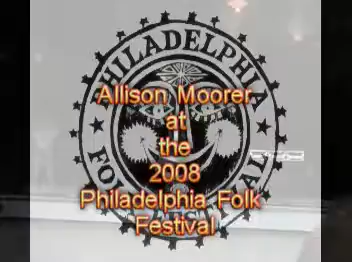 PHILADELPHIA
Allison Moorer
at
the
2008
Philadelphia Folk
Festival